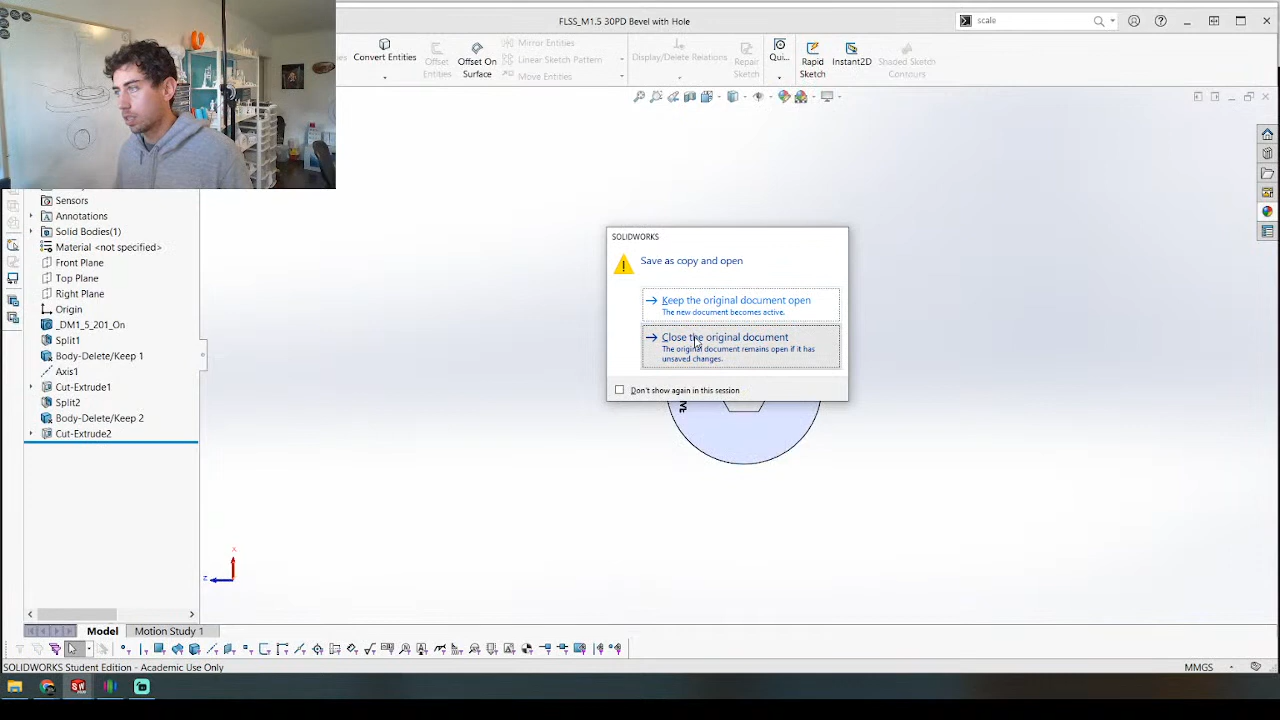 FLSS_M1.5 30PD Bevel with Hole
scale
Convert Entities
Offset
Entities
Offset On
Surface
Mirror Entities
Linear Sketch Pattern
Move Entities
Display/Delete Relations
Repair
Sketch
Qui...
Rapid
Sketch
Instant2D
Shaded Sketch
Contours
Sensors
Annotations
Solid Bodies(1)
Material <not specified>
Front Plane
Top Plane
Right Plane
Origin
_DM1_5_201_On
Split1
Body-Delete/Keep 1
Axis1
Cut-Extrude1
Split2
Body-Delete/Keep 2
Cut-Extrude2
SOLIDWORKS
Save as copy and open
Keep the original document open
The new document becomes active.
Close the original document
The original document remains open if it has
unsaved changes.
Don't show again in this session
x
z
Model
Motion Study 1
SOLIDWORKS Student Edition - Academic Use Only
MMGS